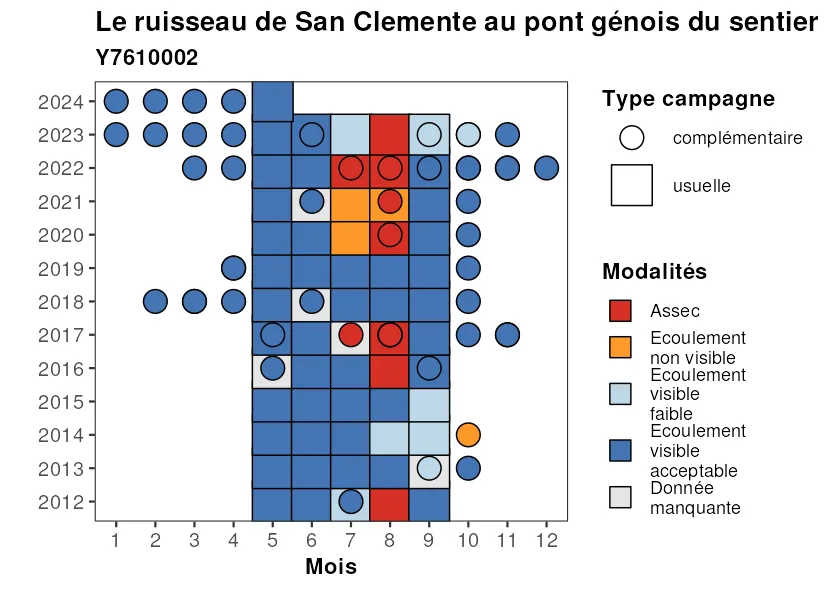 Le ruisseau de San Clemente au pont génois du sentier
Y7610002
2024
2023
2022
2021
2020
2019
2018
2017
2016
2015
2014
2013
2012
1 2 3 4 5 6 7 8 9 10 11 12
Mois
Type campagne
complémentaire
usuelle
Modalités
Assec
Ecoulement
non visible
Ecoulement
visible
faible
Ecoulement
visible
acceptable
Donnée
manquante